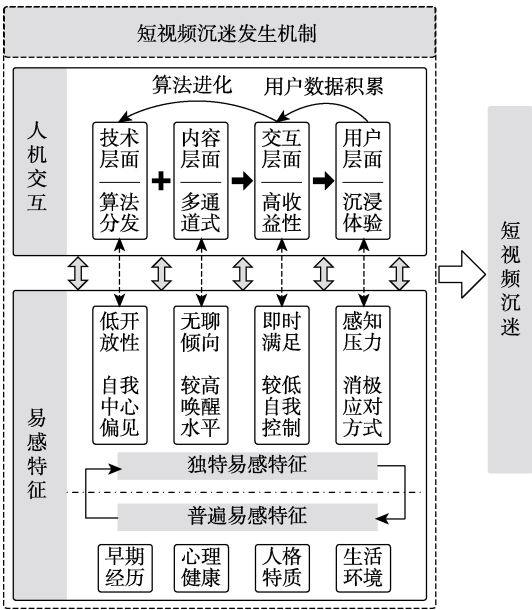 短视频沉迷发生机制
算法进化
用户数据积累
人机交互
技术
层面
算法
分发
内容
层面
多通
道式
交互
层面
高收
益性
用户
层面
沉浸
体验
短视频沉迷
易感特征
低开
放性
自我
中心
偏见
无聊
倾向
较高
唤醒
水平
即时
满足
较低
自我
控制
感知
压力
消极
应对
方式
独特易感特征
普遍易感特征
早期
经历
心理
健康
人格
特质
生活
环境